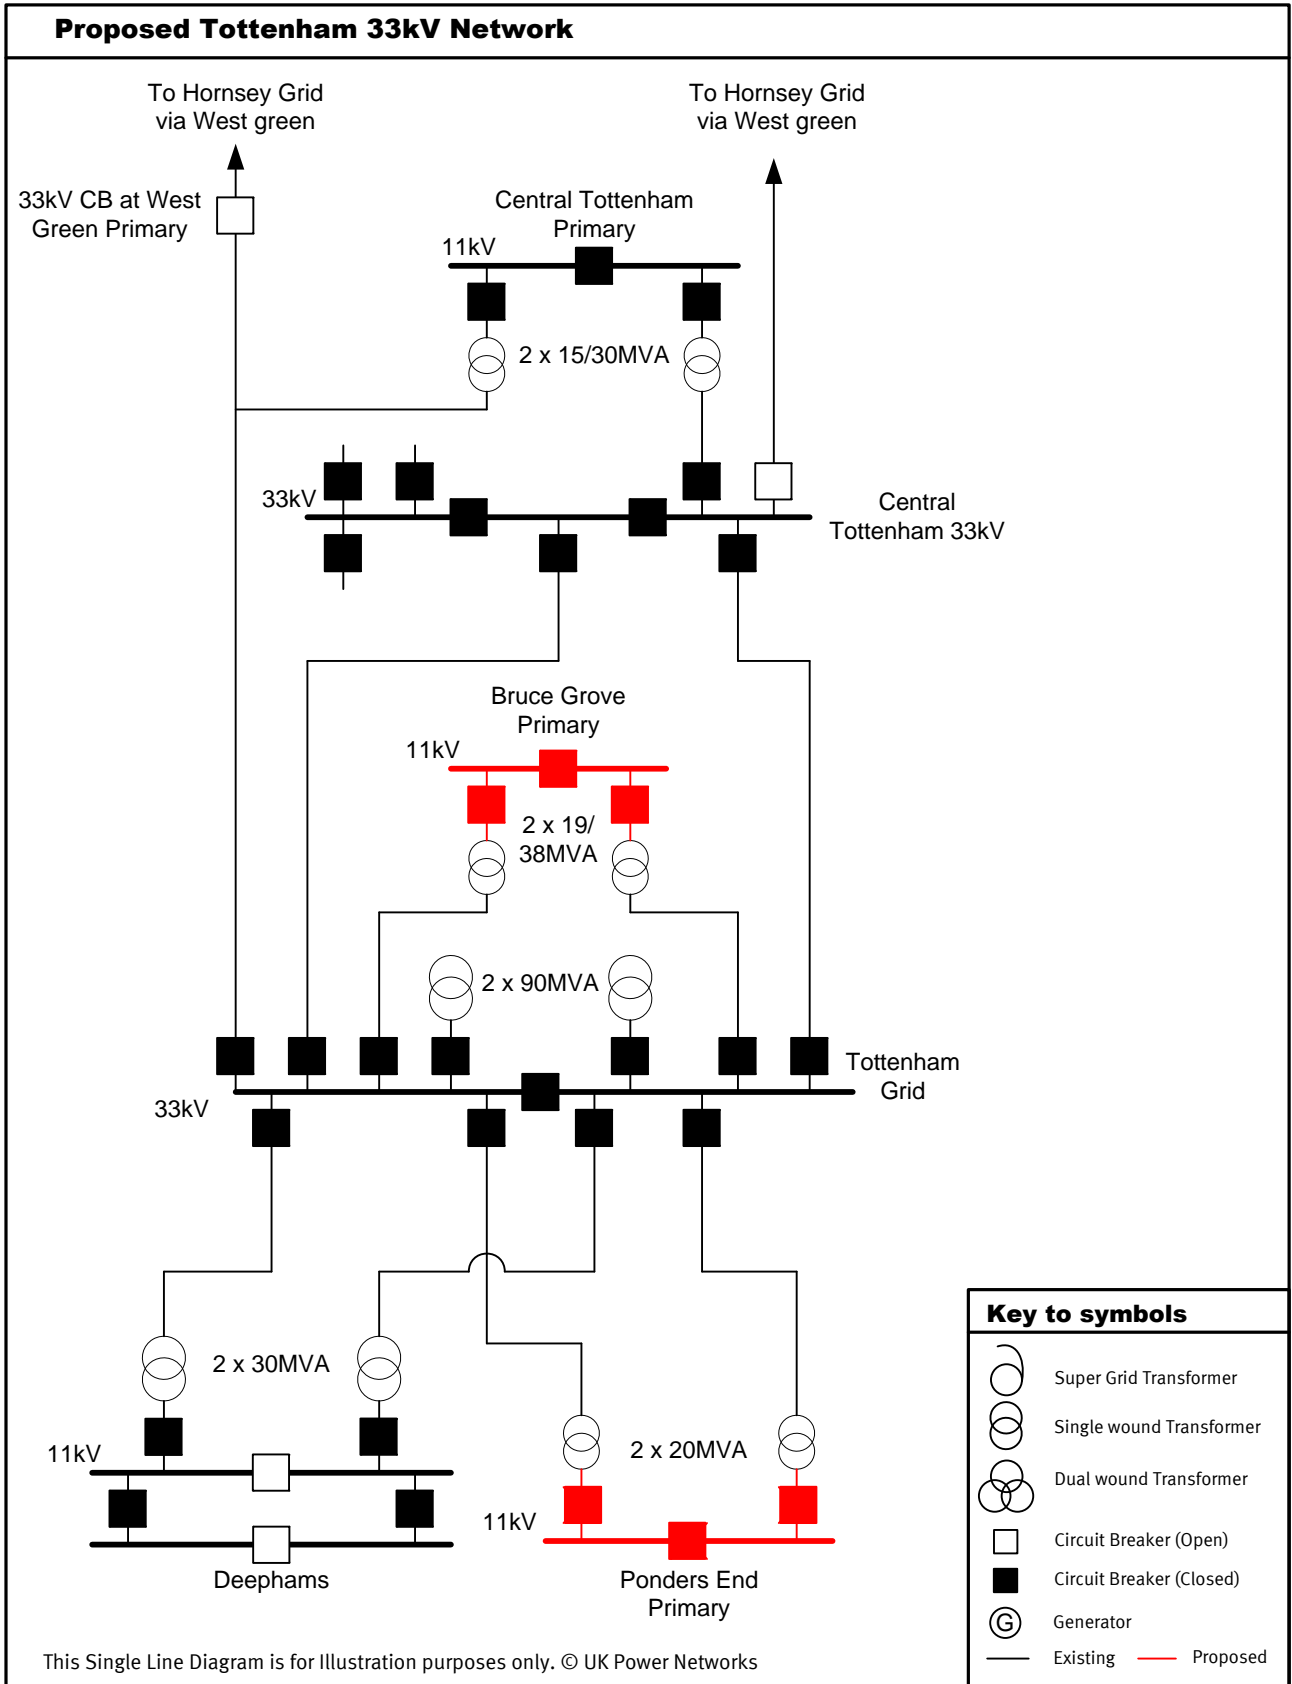 Proposed Tottenham 33kV Network
To Hornsey Grid
via West green
To Hornsey Grid
via West green
33kV CB at West
Green Primary
Central Tottenham
Primary
11kV
2 x 15/30MVA
33kV
Central
Tottenham 33kV
Bruce Grove
Primary
11kV
2 x 19/
38MVA
2 x 90MVA
Tottenham
Grid
33kV
2 x 30MVA
11kV
Deephams
2 x 20MVA
11kV
Ponders End
Primary
Key to symbols
Super Grid Transformer
Single wound Transformer
Dual wound Transformer
Circuit Breaker (Open)
Circuit Breaker (Closed)
G Generator
Existing Proposed
This Single Line Diagram is for Illustration purposes only. © UK Power Networks